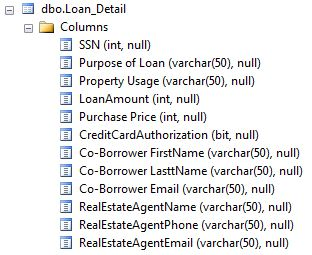 dbo.Loan_Detail
Columns
SSN (int, null)
Purpose of Loan (varchar(50), null)
Property Usage (varchar(50), null)
LoanAmount (int, null)
Purchase Price (int, null)
CreditCardAuthorization (bit, null)
Co-Borrower FirstName (varchar(50), null)
Co-Borrower LastName (varchar(50), null)
Co-Borrower Email (varchar(50), null)
RealEstateAgentName (varchar(50), null)
RealEstateAgentPhone (varchar(50), null)
RealEstateAgentEmail (varchar(50), null)